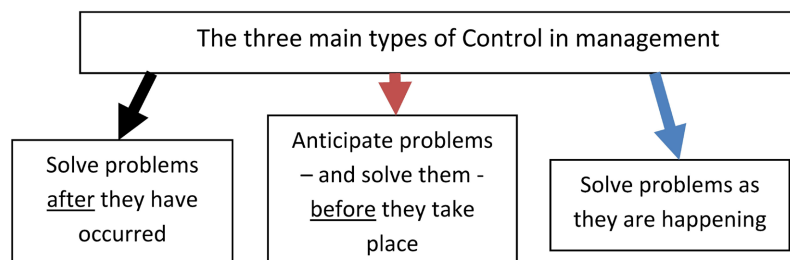 The three main types of Control in management
Solve problems
after they have
occurred
Anticipate problems
– and solve them -
before they take
place
Solve problems as
they are happening